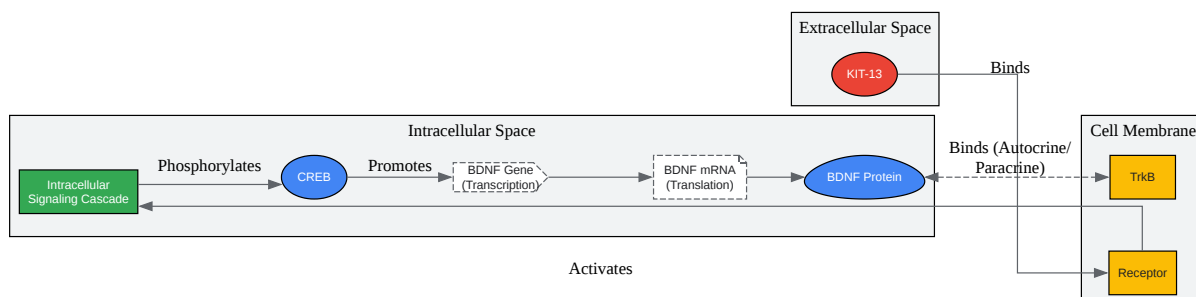 Extracellular Space
KIT-13
Binds
Intracellular Space
Cell Membrane
Intracellular
Signaling Cascade
Phosphorylates
CREB
Promotes
BDNF Gene
(Transcription)
BDNF mRNA
(Translation)
BDNF Protein
Binds (Autocrine/
Paracrine)
TrkB
Activates
Receptor